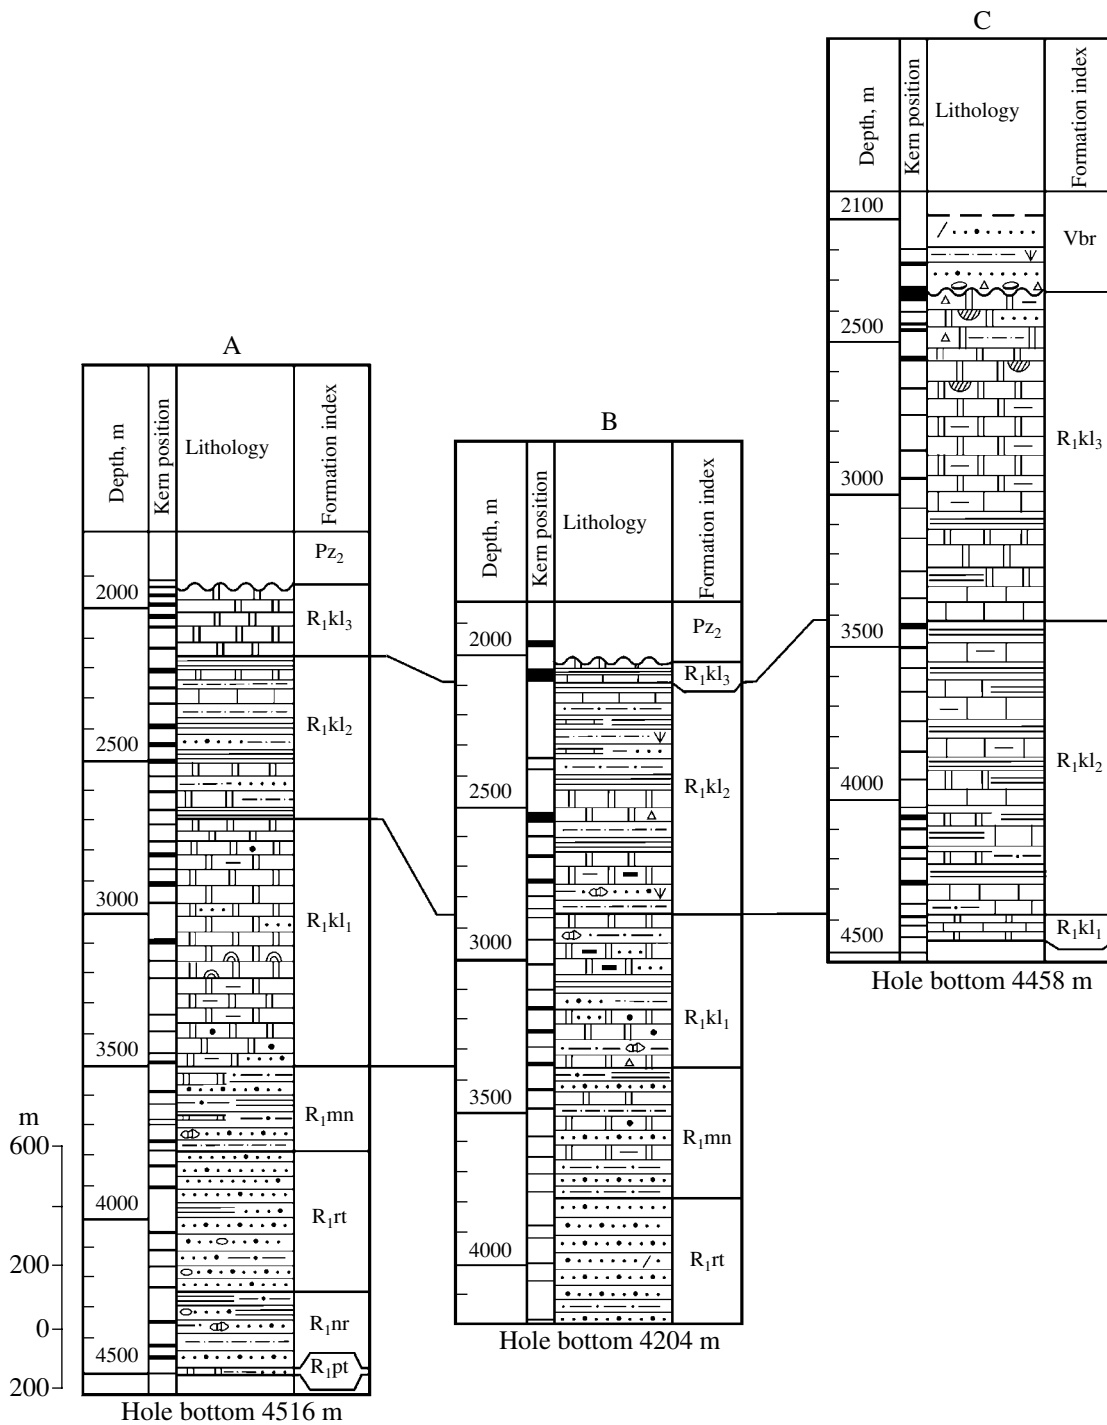 C
Depth, m
Kern position
Lithology
Formation index
2100
2500
3000
3500
4000
4500
Vbr
R₁kl₃
R₁kl₂
R₁kl₁
Hole bottom 4458 m
A
Depth, m
Kern position
Lithology
Formation index
2000
2500
3000
3500
4000
4500
Pz₂
R₁kl₃
R₁kl₂
R₁kl₁
R₁mn
R₁rt
R₁nr
R₁pt
Hole bottom 4516 m
B
Depth, m
Kern position
Lithology
Formation index
2000
2500
3000
3500
4000
Pz₂
R₁kl₃
R₁kl₂
R₁kl₁
R₁mn
R₁rt
Hole bottom 4204 m
m
600
200
0
200